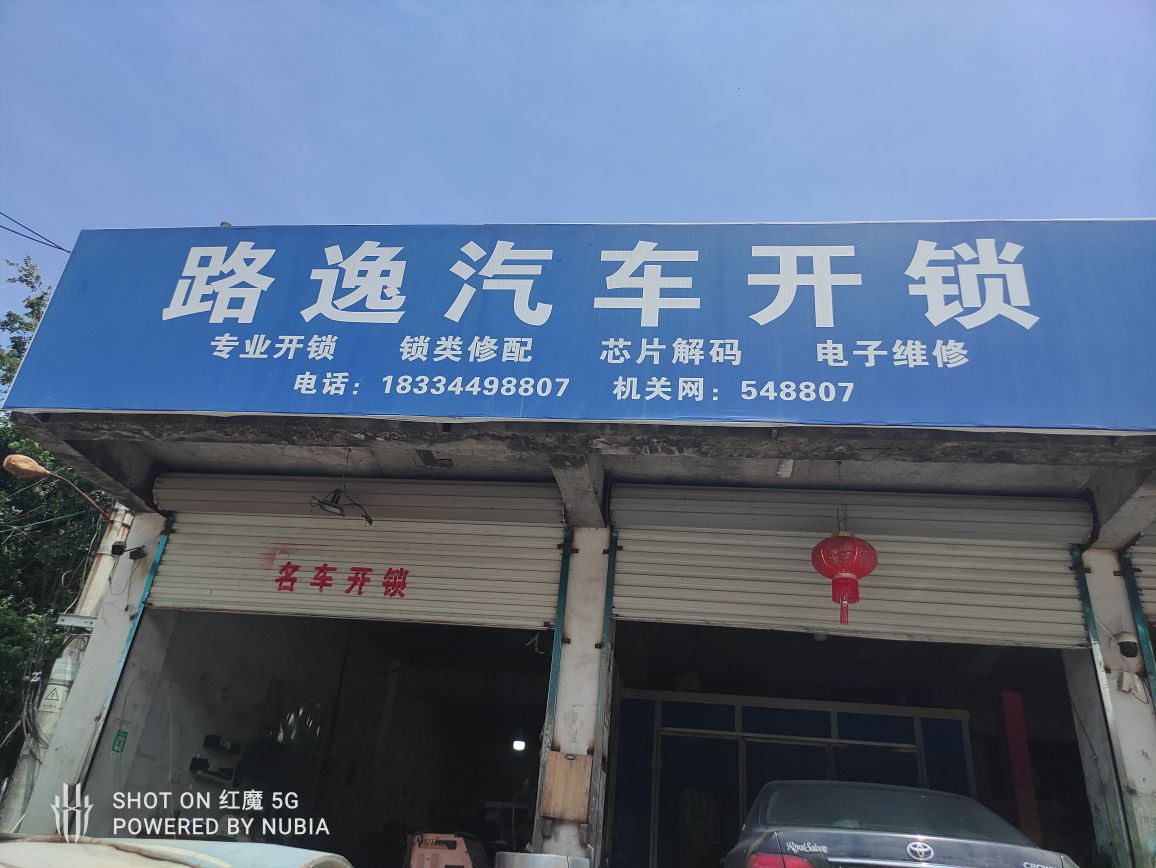 路逸汽车开锁
专业开锁 锁类修配 芯片解码 电子维修
电话：18334498807 机关网：548807
名车开锁
Royal Saloon
SHOT ON 红魔 5G
POWERED BY NUBIA